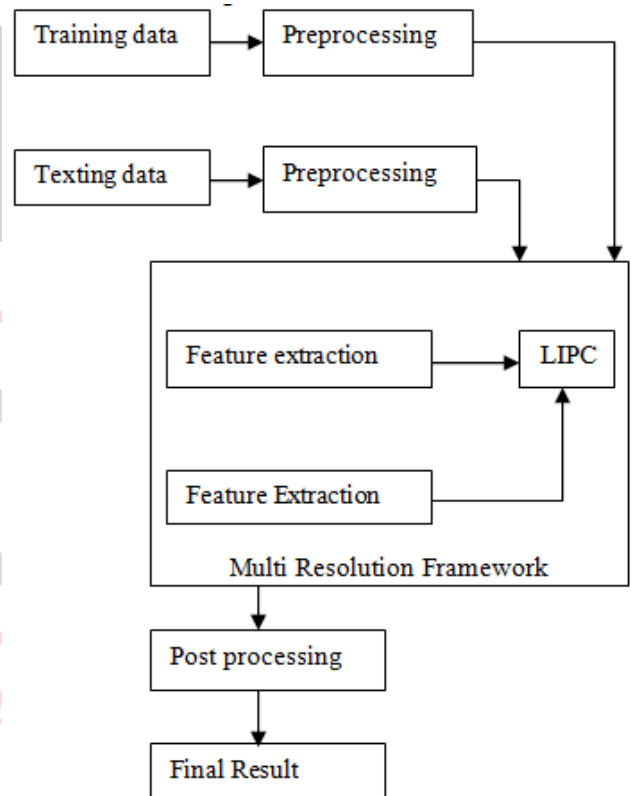 Training data
Preprocessing
Texting data
Preprocessing
Feature extraction
LIPC
Feature Extraction
Multi Resolution Framework
Post processing
Final Result